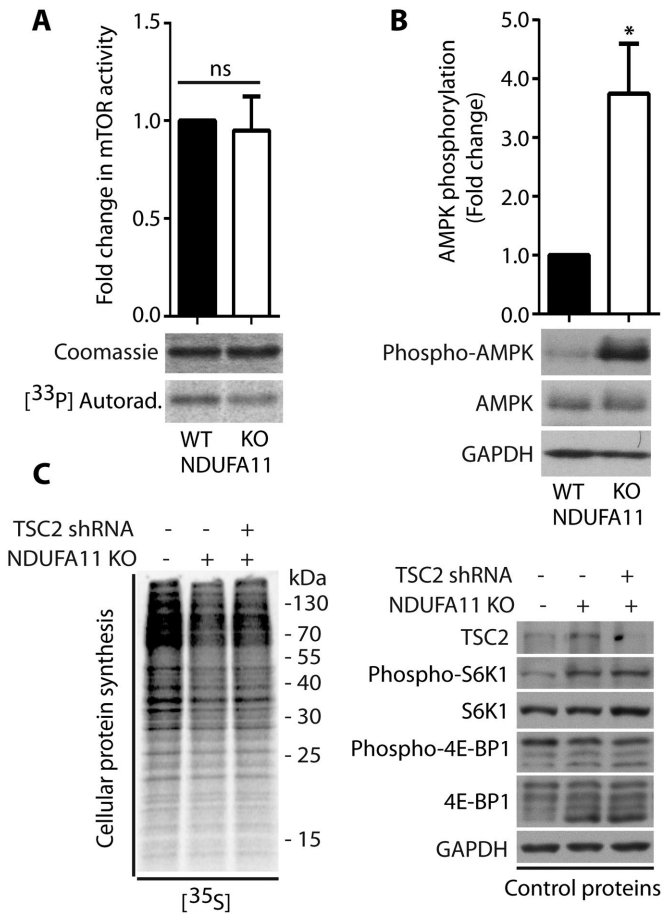 A
Fold change in mTOR activity
1.5
1.0
0.5
0.0
ns
Coomassie
[33P] Autorad.
WT KO
NDUFA11
B
AMPK phosphorylation
(Fold change)
5.0
4.0
3.0
2.0
1.0
0.0
*
Phospho-AMPK
AMPK
GAPDH
WT KO
NDUFA11
C
TSC2 shRNA - - +
NDUFA11 KO - + +
Cellular protein synthesis
kDa
-130
- 70
- 55
- 40
- 30
- 25
- 15
[35S]
TSC2 shRNA - - +
NDUFA11 KO - + +
TSC2
Phospho-S6K1
S6K1
Phospho-4E-BP1
4E-BP1
GAPDH
Control proteins